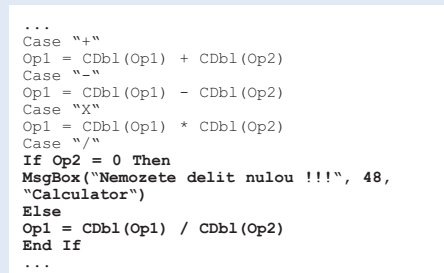 ...
Case “+“
Op1 = CDbl(Op1) + CDbl(Op2)
Case “-“
Op1 = CDbl(Op1) - CDbl(Op2)
Case “X“
Op1 = CDbl(Op1) * CDbl(Op2)
Case “/“
If Op2 = 0 Then
MsgBox(“Nemozete delit nulou !!!“, 48,
“Calculator“)
Else
Op1 = CDbl(Op1) / CDbl(Op2)
End If
...